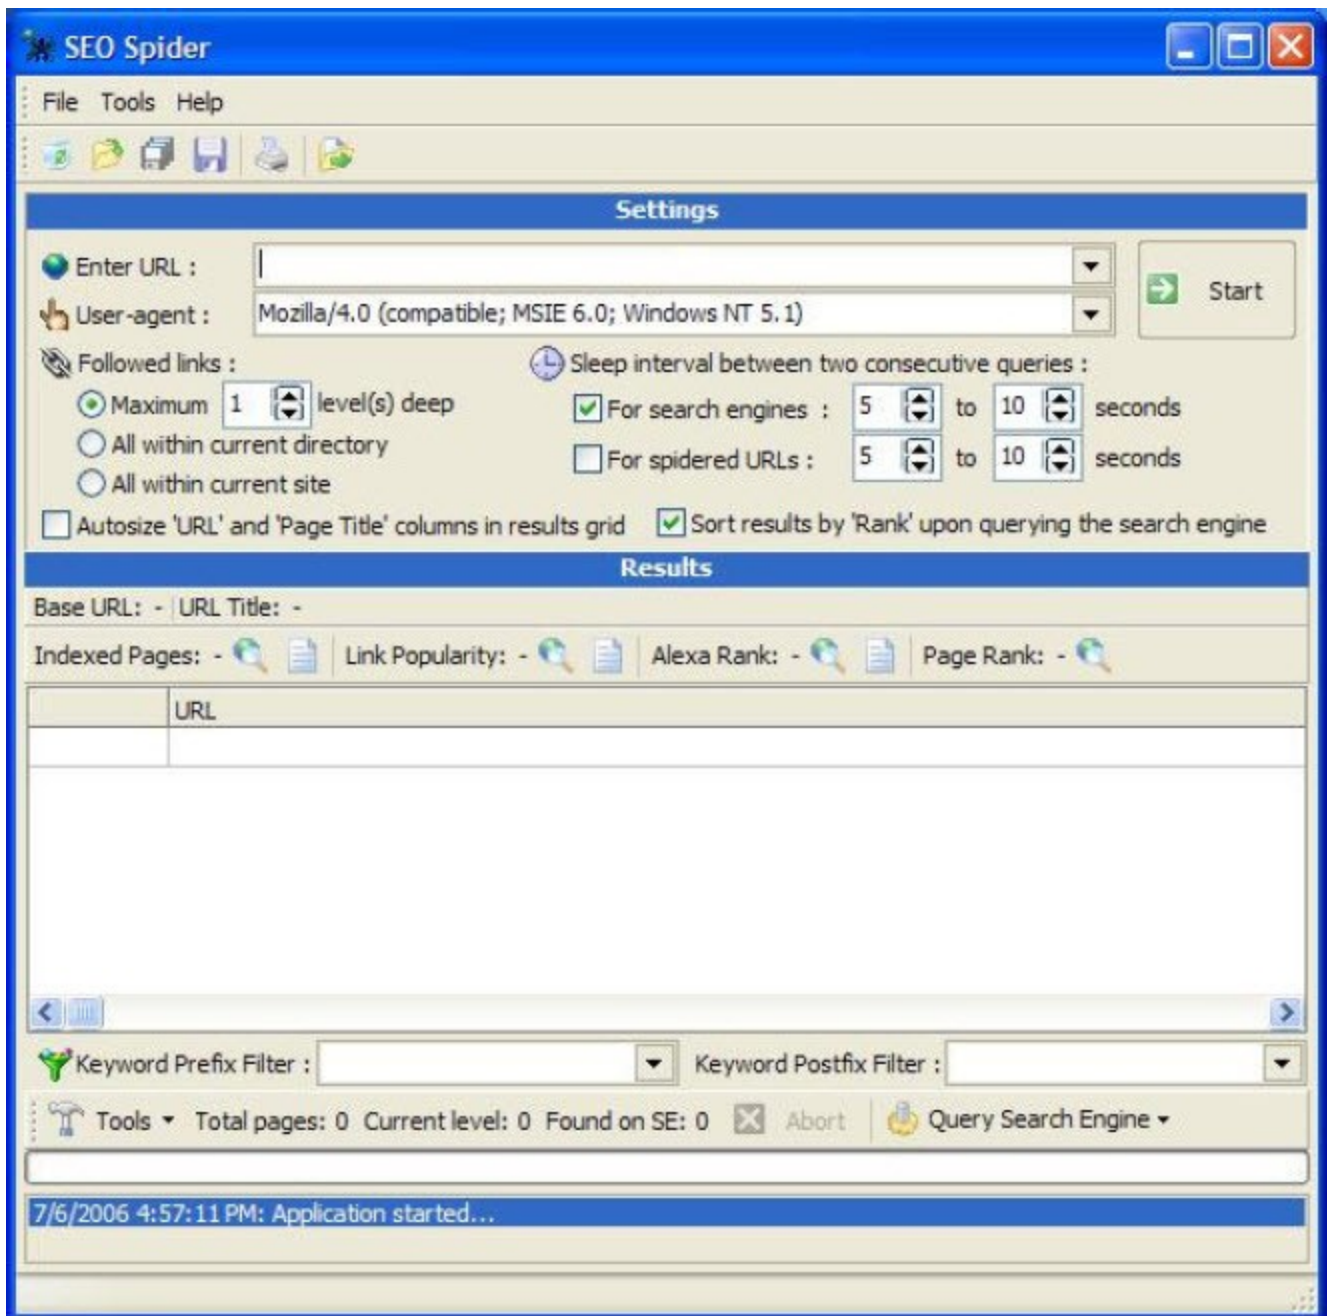 SEO Spider
File Tools Help
Settings
Enter URL :
Start
User-agent : Mozilla/4.0 (compatible; MSIE 6.0; Windows NT 5.1)
Followed links : Sleep interval between two consecutive queries :
Maximum 1 level(s) deep For search engines : 5 to 10 seconds
All within current directory For spidered URLs : 5 to 10 seconds
All within current site
Autosize 'URL' and 'Page Title' columns in results grid Sort results by 'Rank' upon querying the search engine
Results
Base URL: - URL Title: -
Indexed Pages: - Link Popularity: - Alexa Rank: - Page Rank: -
URL
Keyword Prefix Filter : Keyword Postfix Filter :
Tools Total pages: 0 Current level: 0 Found on SE: 0 Abort Query Search Engine
7/6/2006 4:57:11 PM: Application started...